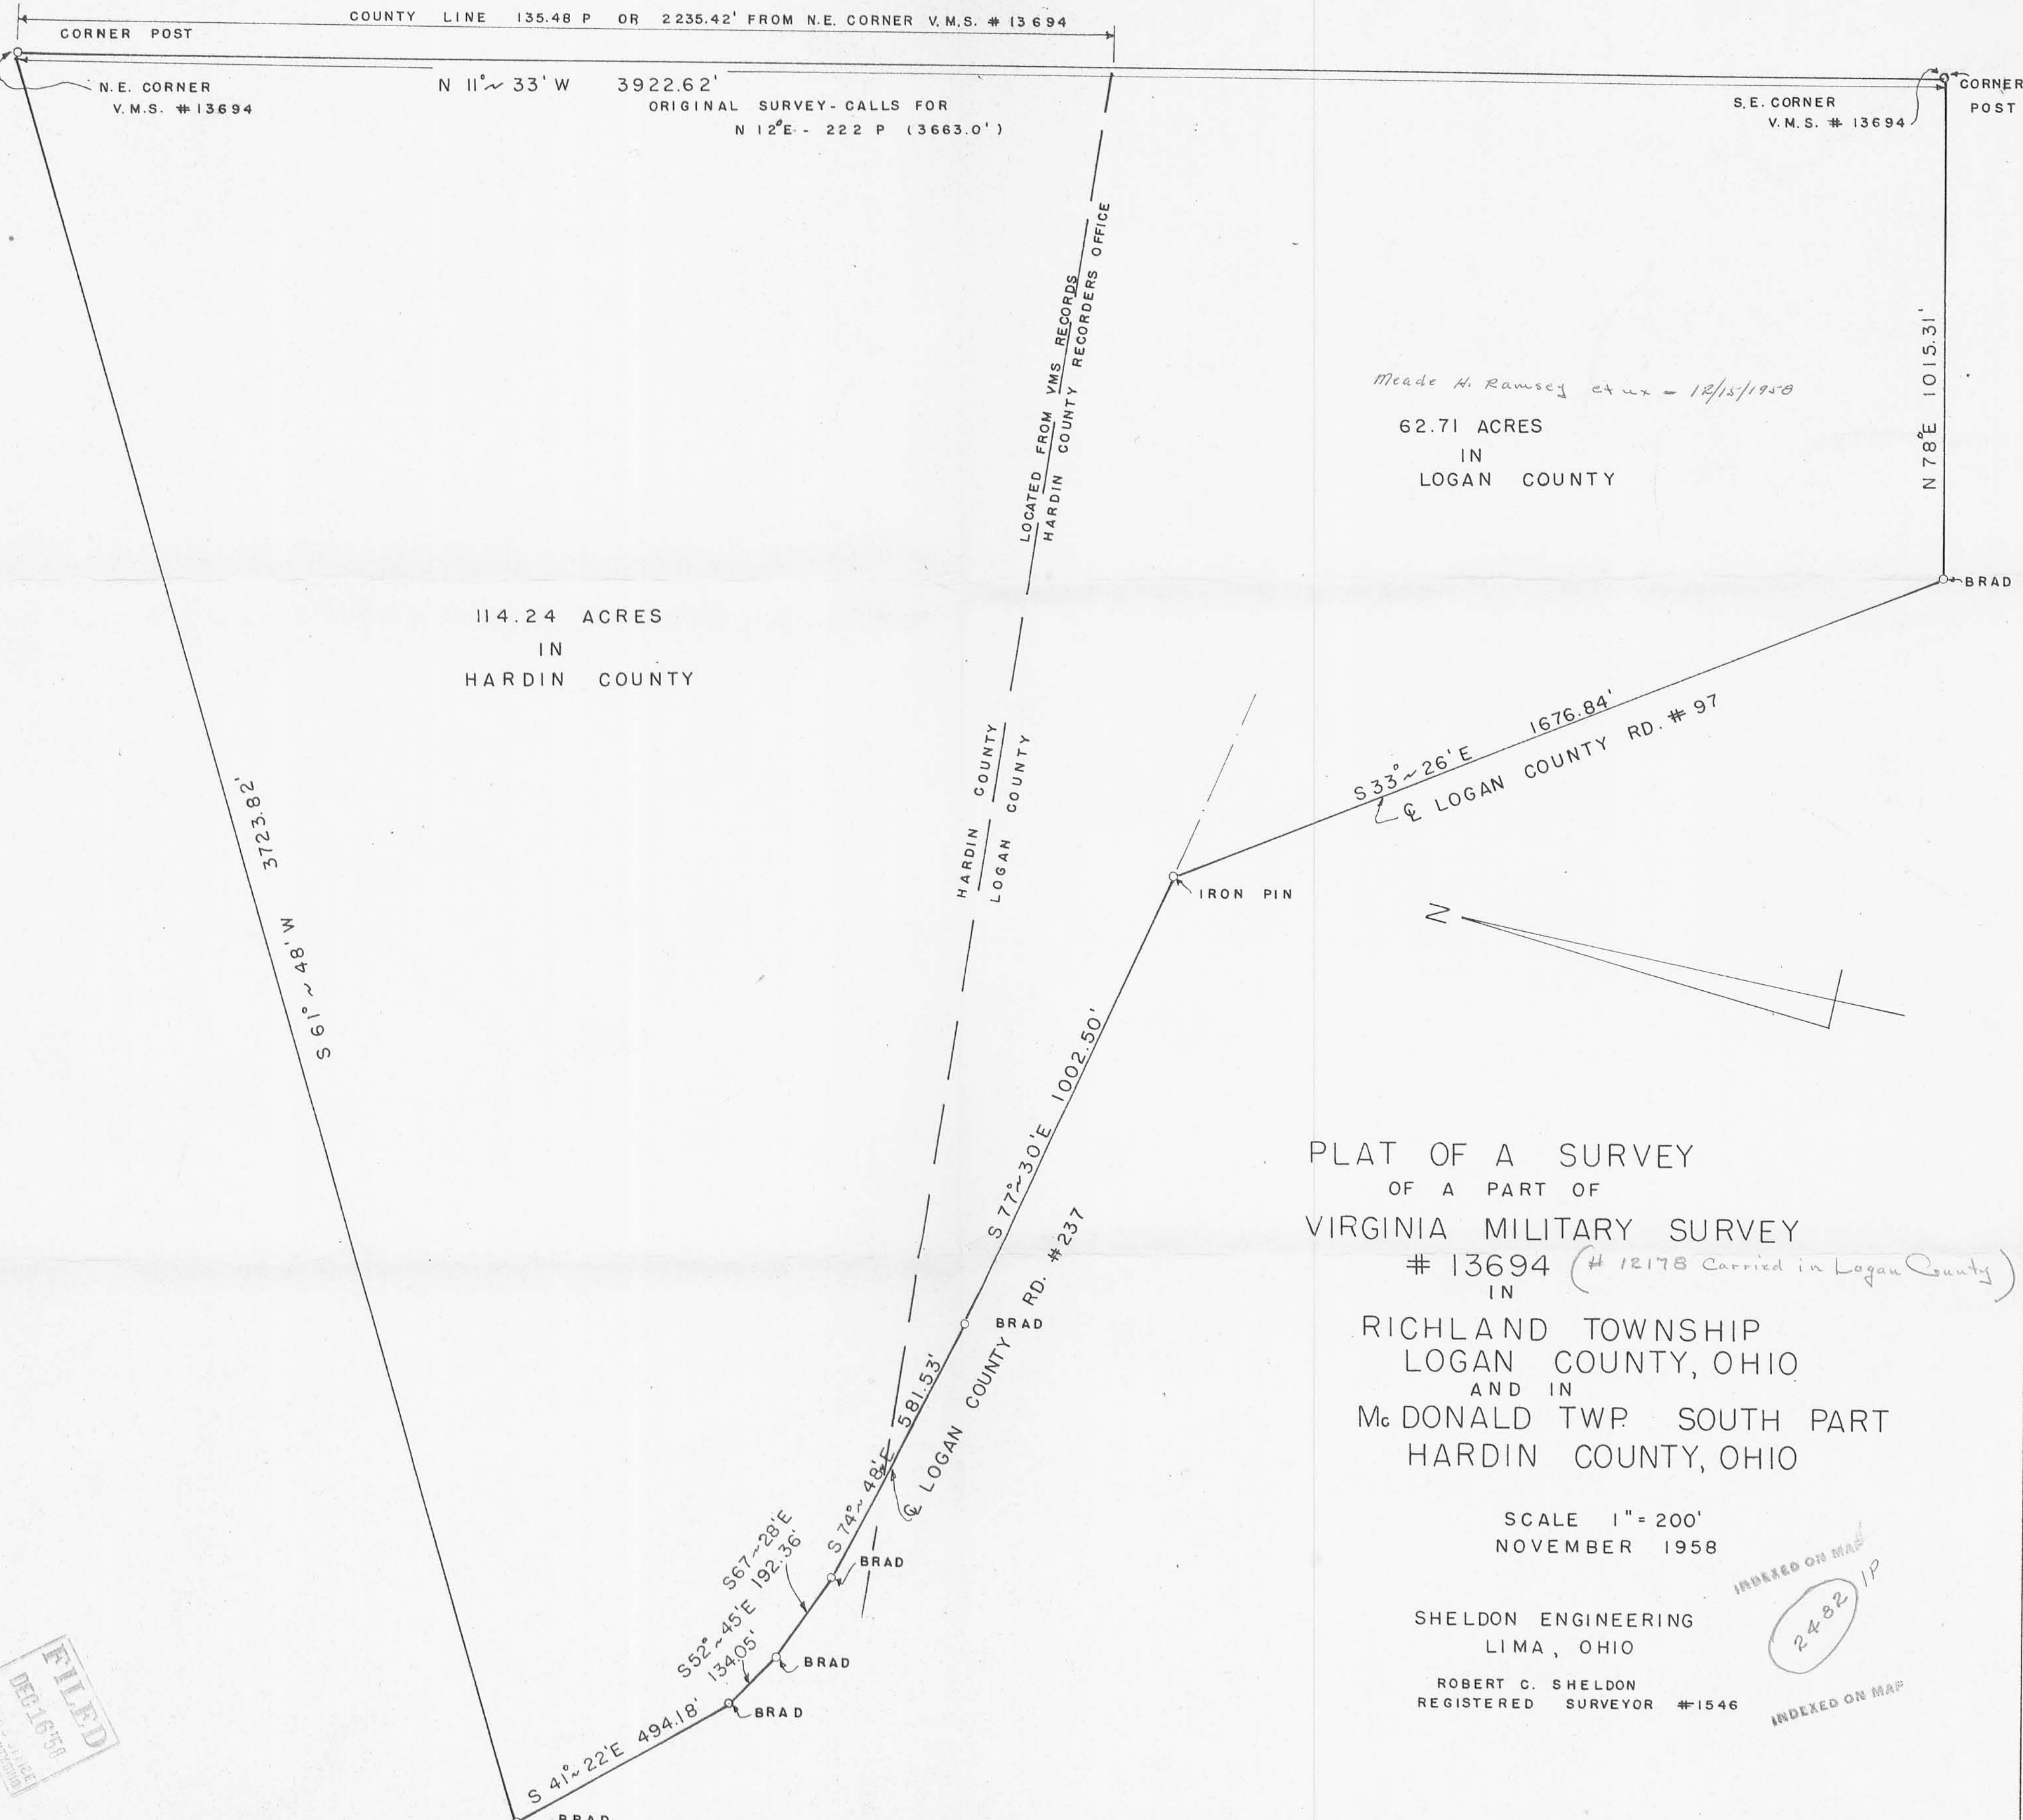 COUNTY LINE 135.48 P OR 2235.42' FROM N.E. CORNER V.M.S. # 13694
CORNER POST
N.E. CORNER
V.M.S. #13694
N 11°~ 33' W 3922.62'
ORIGINAL SURVEY- CALLS FOR
N 12°E - 222 P (3663.0')
S.E. CORNER
V.M.S. # 13694
CORNER
POST
LOCATED FROM VMS RECORDS
HARDIN COUNTY RECORDERS OFFICE
N 78°E 1015.31'
Meade H. Ramsey et ux - 12/15/1958
62.71 ACRES
IN
LOGAN COUNTY
BRAD
114.24 ACRES
IN
HARDIN COUNTY
S 33°~26'E 1676.84'
℄ LOGAN COUNTY RD. # 97
HARDIN COUNTY
LOGAN COUNTY
3723.82'
S 61°~ 48' W
IRON PIN
N
S 77°~30'E 1002.50'
BRAD
℄ LOGAN COUNTY RD. #237
S 74°~ 48'E 581.53'
BRAD
S67~28'E
192.36'
BRAD
S52°~45'E
134.05'
BRAD
S 41°~22'E 494.18'
BRAD
PLAT OF A SURVEY
OF A PART OF
VIRGINIA MILITARY SURVEY
# 13694 (# 12178 Carried in Logan County)
IN
RICHLAND TOWNSHIP
LOGAN COUNTY, OHIO
AND IN
Mc DONALD TWP. SOUTH PART
HARDIN COUNTY, OHIO
SCALE 1"= 200'
NOVEMBER 1958
INDEXED ON MAP
2482 1P
SHELDON ENGINEERING
LIMA, OHIO
ROBERT C. SHELDON
REGISTERED SURVEYOR #1546
INDEXED ON MAP
FILED
DEC 16 '58